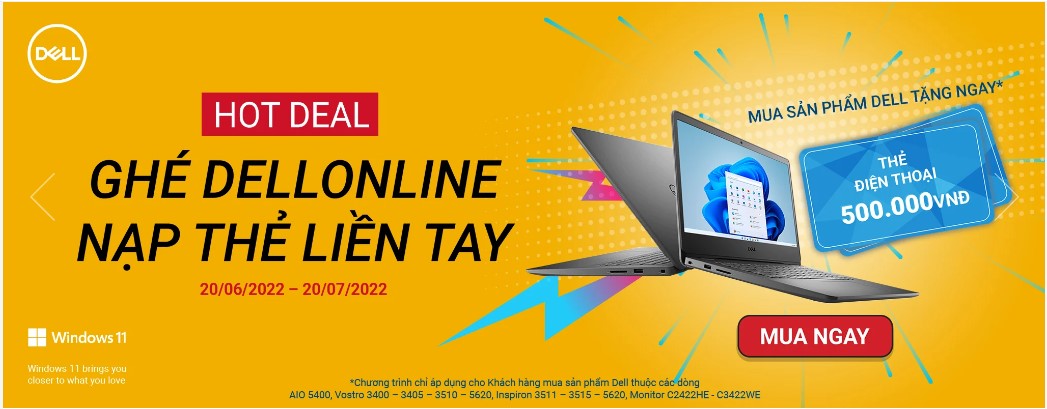 DELL
HOT DEAL
GHÉ DELLONLINE
NẠP THẺ LIỀN TAY
20/06/2022 – 20/07/2022
Windows 11
Windows 11 brings you
closer to what you love
MUA SẢN PHẨM DELL TẶNG NGAY*
THẺ
ĐIỆN THOẠI
500.000VNĐ
DELL
MUA NGAY
*Chương trình chỉ áp dụng cho Khách hàng mua sản phẩm Dell thuộc các dòng
AIO 5400, Vostro 3400 – 3405 – 3510 – 5620, Inspiron 3511 – 3515 – 5620, Monitor C2422HE - C3422WE